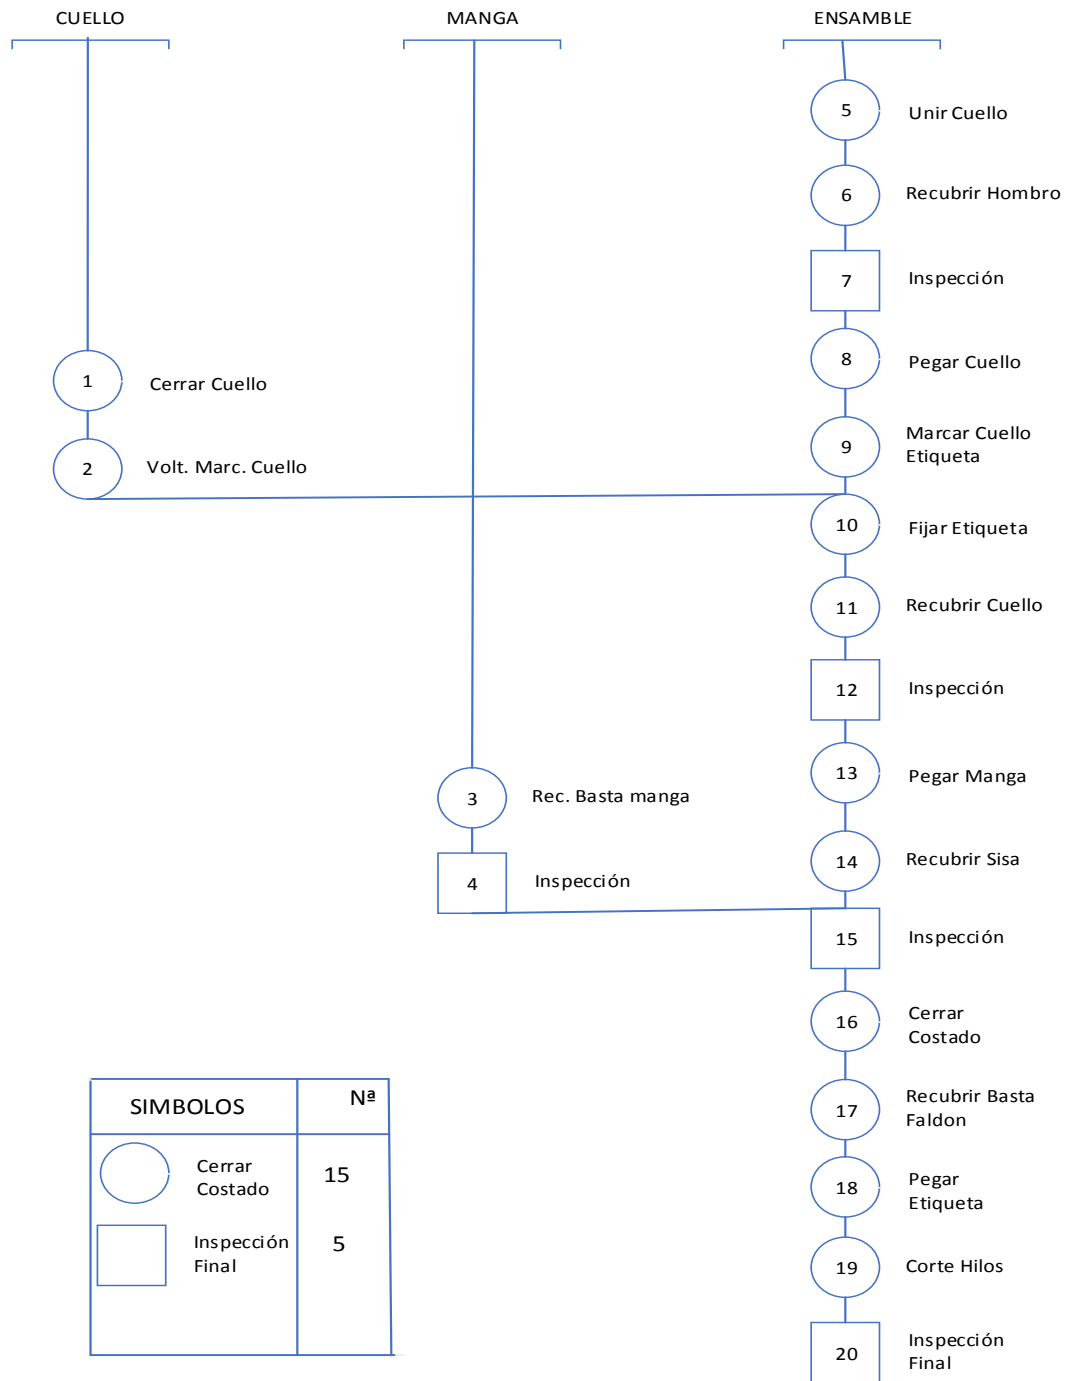 CUELLO
MANGA
ENSAMBLE
5
Unir Cuello
6
Recubrir Hombro
7
Inspección
1
Cerrar Cuello
8
Pegar Cuello
2
Volt. Marc. Cuello
9
Marcar Cuello
Etiqueta
10
Fijar Etiqueta
11
Recubrir Cuello
12
Inspección
3
Rec. Basta manga
13
Pegar Manga
4
Inspección
14
Recubrir Sisa
15
Inspección
16
Cerrar
Costado
17
Recubrir Basta
Faldon
18
Pegar
Etiqueta
19
Corte Hilos
20
Inspección
Final
SIMBOLOS
Nª
Cerrar
Costado
15
Inspección
Final
5